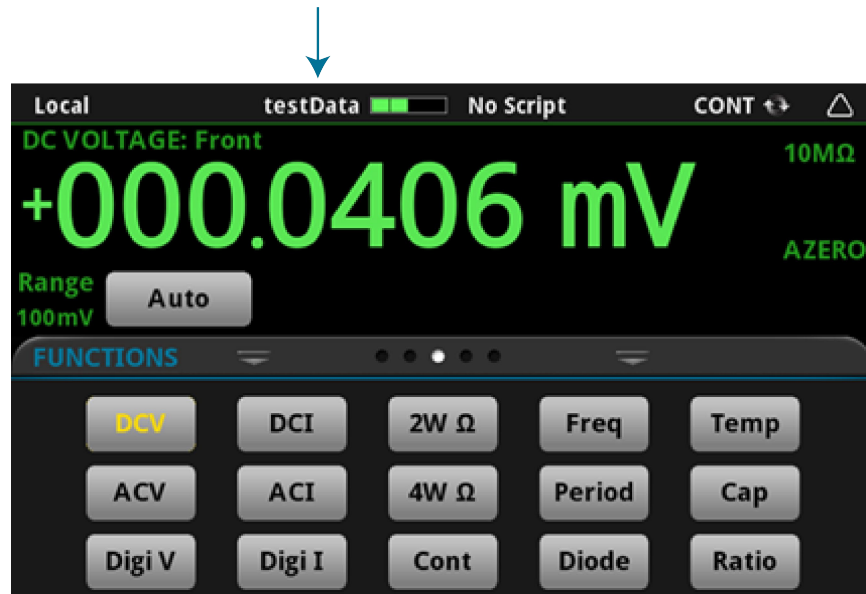 Local testData No Script CONT
DC VOLTAGE: Front
10MΩ
+000.0406 mV
AZERO
Range
100mV
Auto
FUNCTIONS
DCV DCI 2W Ω Freq Temp
ACV ACI 4W Ω Period Cap
Digi V Digi I Cont Diode Ratio